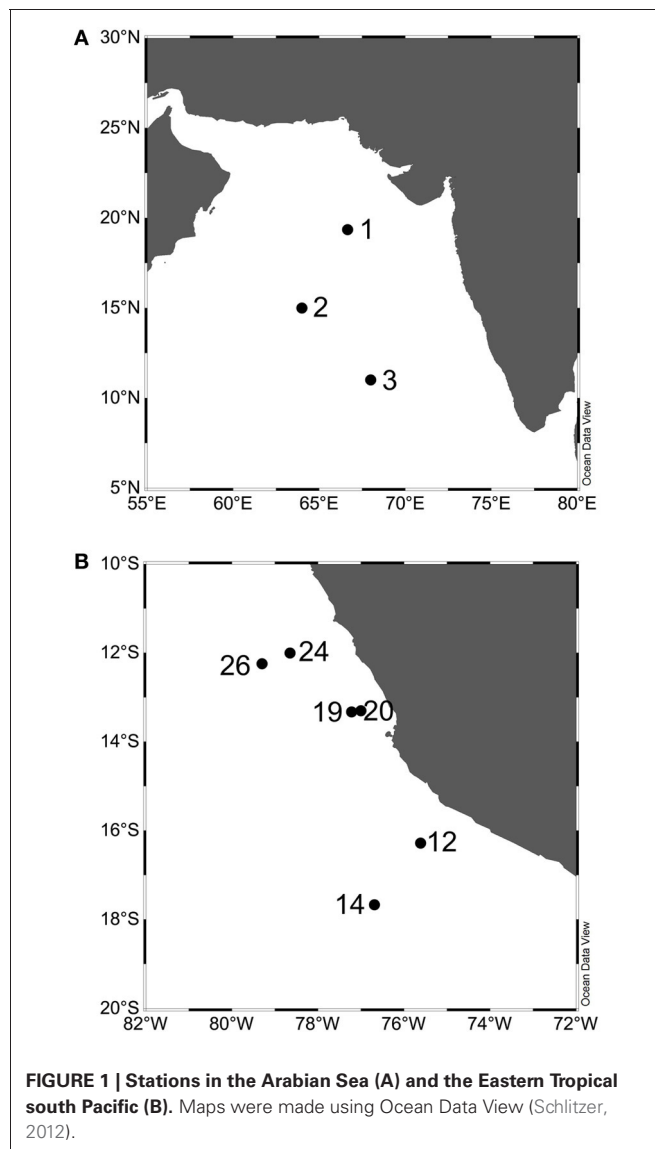 A
30°N
25°N
20°N
15°N
10°N
5°N
1
2
3
55°E 60°E 65°E 70°E 75°E 80°E
Ocean Data View
B
10°S
12°S
14°S
16°S
18°S
20°S
24
26
19 20
12
14
82°W 80°W 78°W 76°W 74°W 72°W
Ocean Data View
FIGURE 1 | Stations in the Arabian Sea (A) and the Eastern Tropical
south Pacific (B). Maps were made using Ocean Data View (Schlitzer,
2012).